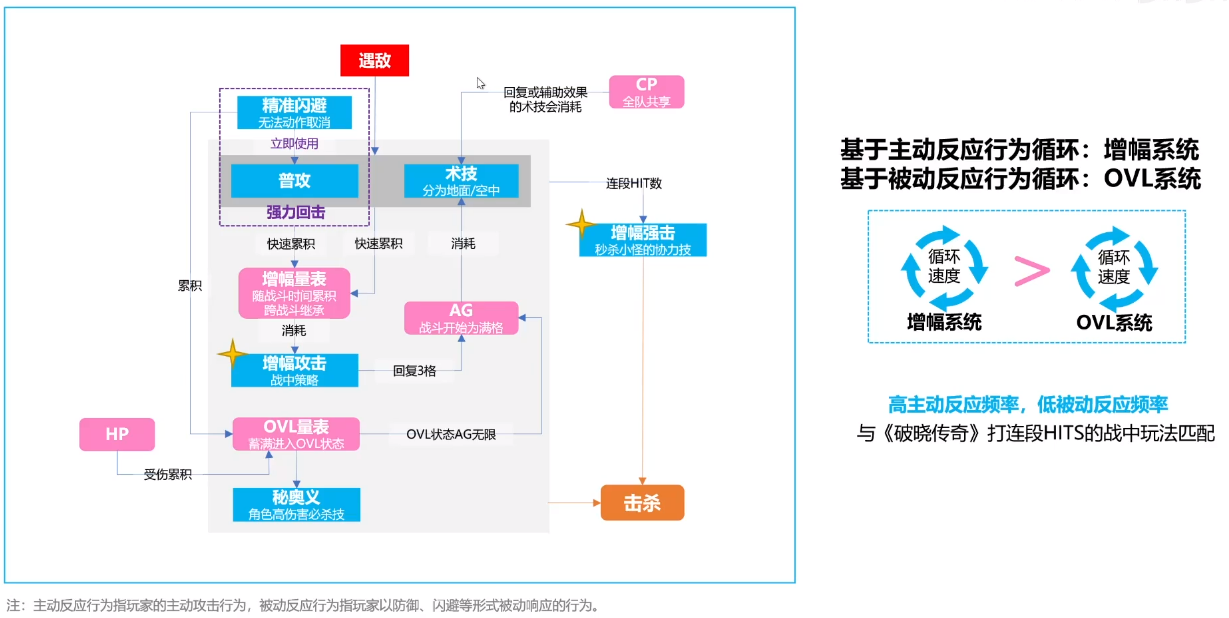 遇敌
精准闪避
无法动作取消
立即使用
普攻
强力回击
术技
分为地面/空中
回复或辅助效果
的术技会消耗
CP
全队共享
连段HIT数
增幅强击
秒杀小怪的协力技
快速累积
快速累积
消耗
累积
增幅量表
随战斗时间累积
跨战斗继承
消耗
AG
战斗开始为满格
增幅攻击
战中策略
回复3格
HP
受伤累积
OVL量表
蓄满进入OVL状态
OVL状态AG无限
秘奥义
角色高伤害必杀技
击杀
基于主动反应行为循环：增幅系统
基于被动反应行为循环：OVL系统
循环
速度
增幅系统
>
循环
速度
OVL系统
高主动反应频率，低被动反应频率
与《破晓传奇》打连段HITS的战中玩法匹配
注：主动反应行为指玩家的主动攻击行为，被动反应行为指玩家以防御、闪避等形式被动响应的行为。